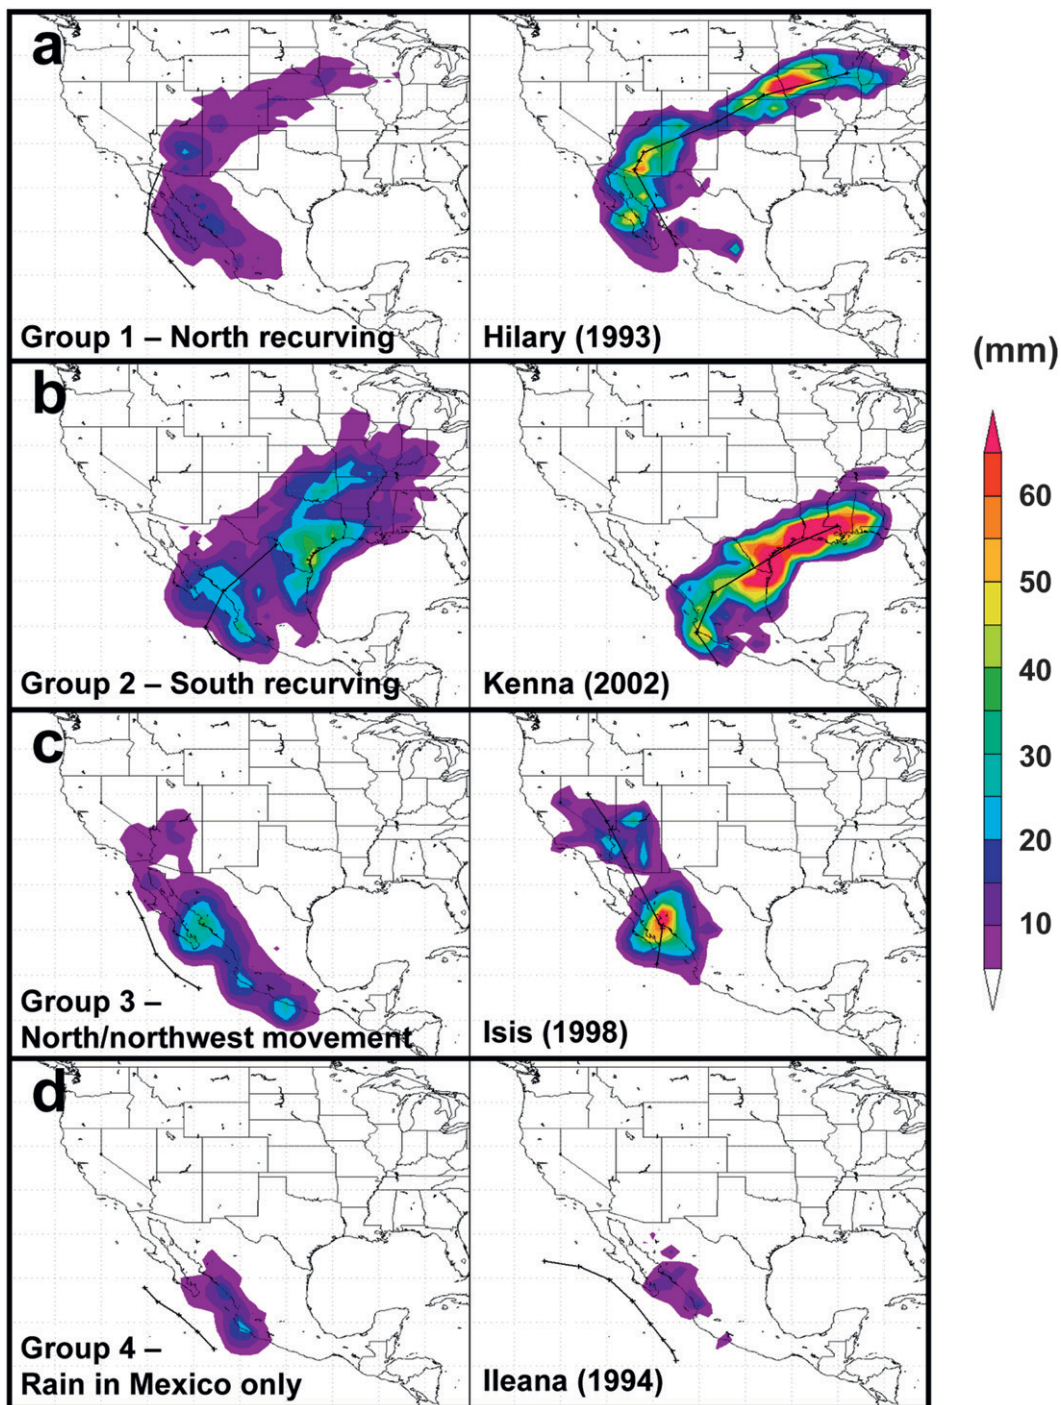 a
Group 1 – North recurving
Hilary (1993)
(mm)
b
Group 2 – South recurving
Kenna (2002)
60
50
40
30
20
10
c
Group 3 –
North/northwest movement
Isis (1998)
d
Group 4 –
Rain in Mexico only
Ileana (1994)